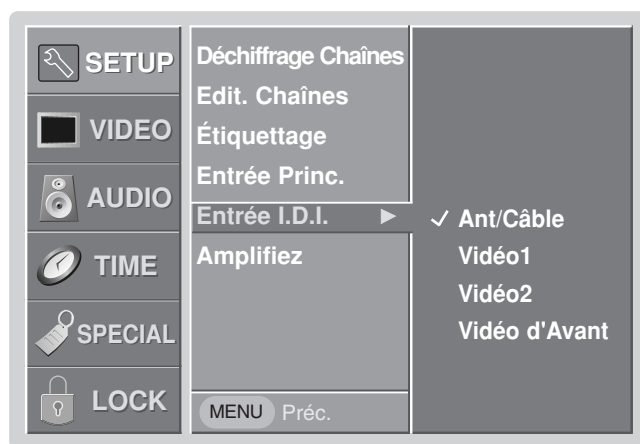 SETUP
VIDEO
AUDIO
TIME
SPECIAL
LOCK
Déchiffrage Chaînes
Edit. Chaînes
Étiquettage
Entrée Princ.
Entrée I.D.I. ►
Amplifiez
MENU Préc.
✓ Ant/Câble
Vidéo1
Vidéo2
Vidéo d'Avant